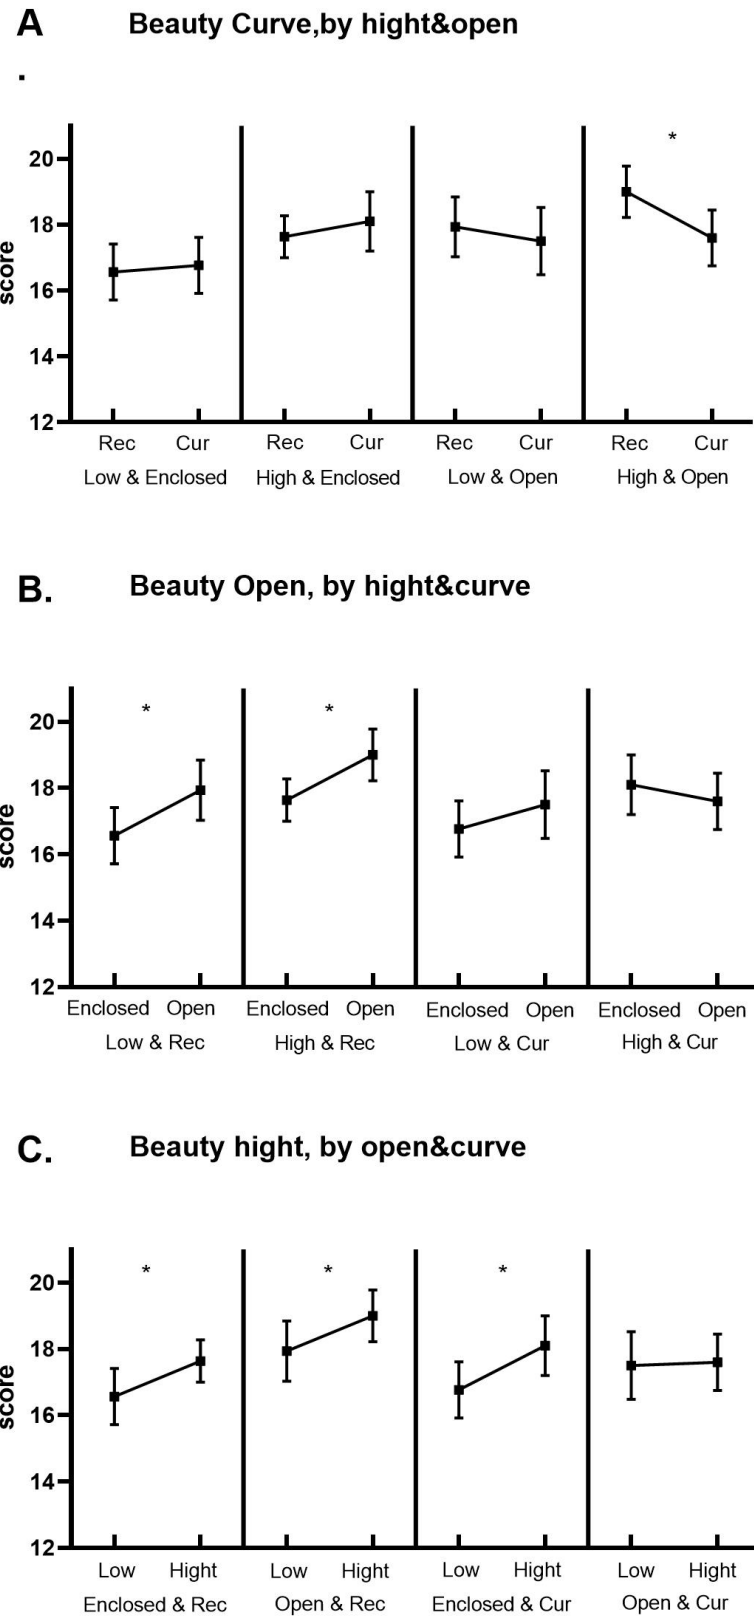 A Beauty Curve,by hight&open
.
*
20
18
16
14
12
score
Rec Cur Rec Cur Rec Cur Rec Cur
Low & Enclosed High & Enclosed Low & Open High & Open
B. Beauty Open, by hight&curve
* *
20
18
16
14
12
score
Enclosed Open Enclosed Open Enclosed Open Enclosed Open
Low & Rec High & Rec Low & Cur High & Cur
C. Beauty hight, by open&curve
* * *
20
18
16
14
12
score
Low Hight Low Hight Low Hight Low Hight
Enclosed & Rec Open & Rec Enclosed & Cur Open & Cur